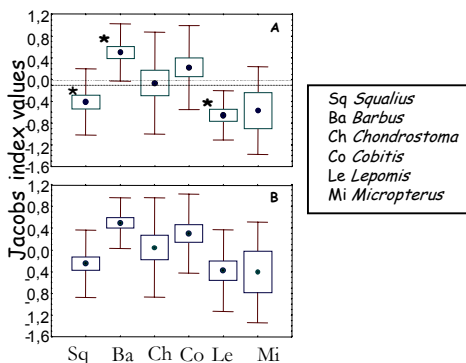 Jacobs index values
A
1,2
0,8
0,4
0,0
-0,4
-0,8
-1,2
-1,6
*
*
*
B
1,2
0,8
0,4
0,0
-0,4
-0,8
-1,2
-1,6
Sq Ba Ch Co Le Mi
Sq Squalius
Ba Barbus
Ch Chondrostoma
Co Cobitis
Le Lepomis
Mi Micropterus